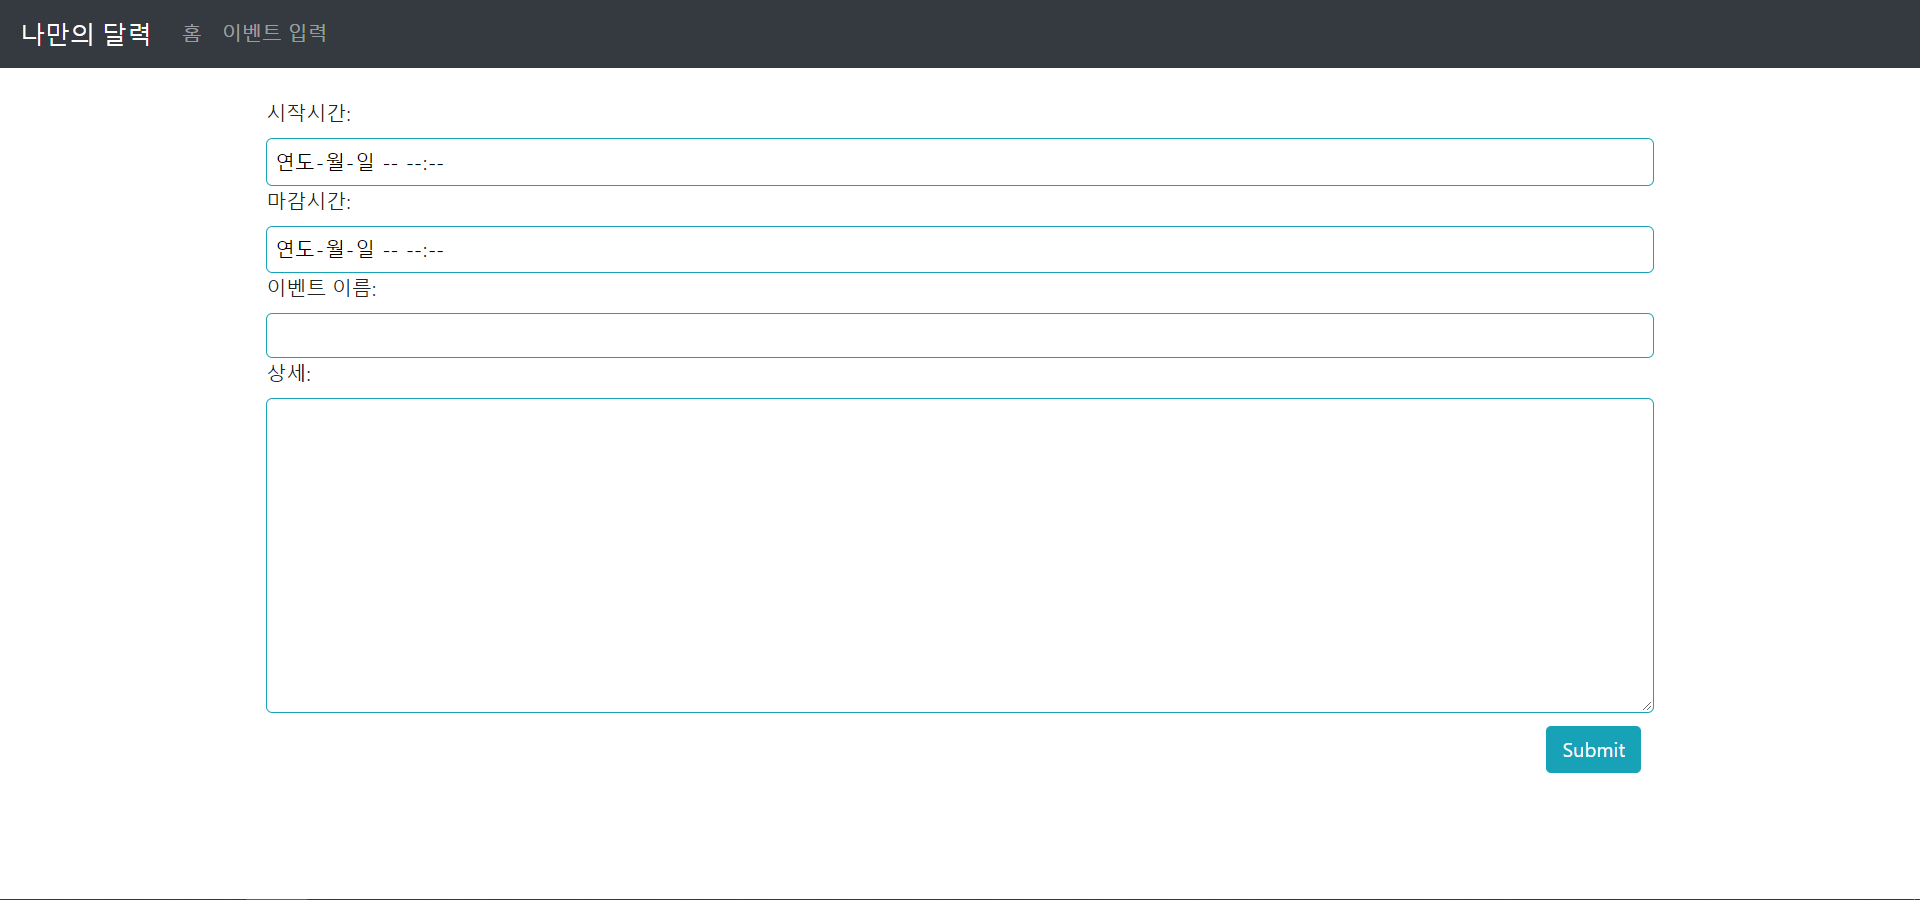 나만의 달력 홈 이벤트 입력
시작시간:
연도-월-일 -- --:--
마감시간:
연도-월-일 -- --:--
이벤트 이름:
상세:
Submit